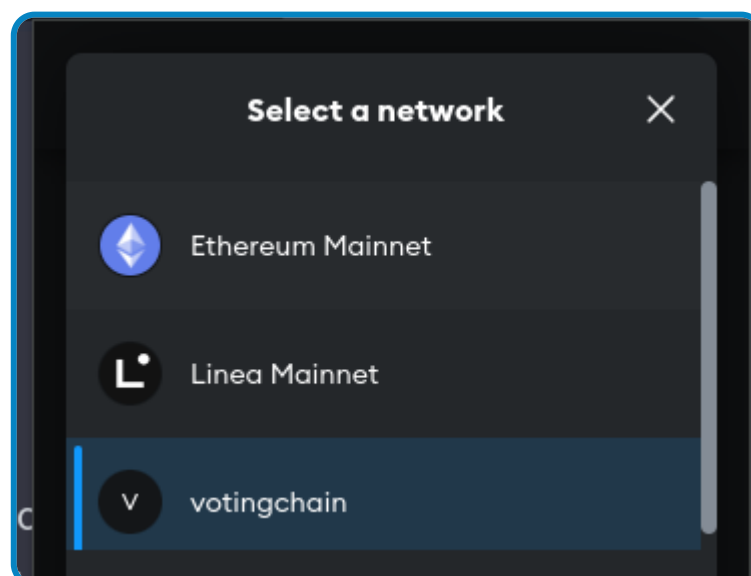 Select a network
Ethereum Mainnet
Linea Mainnet
V
votingchain